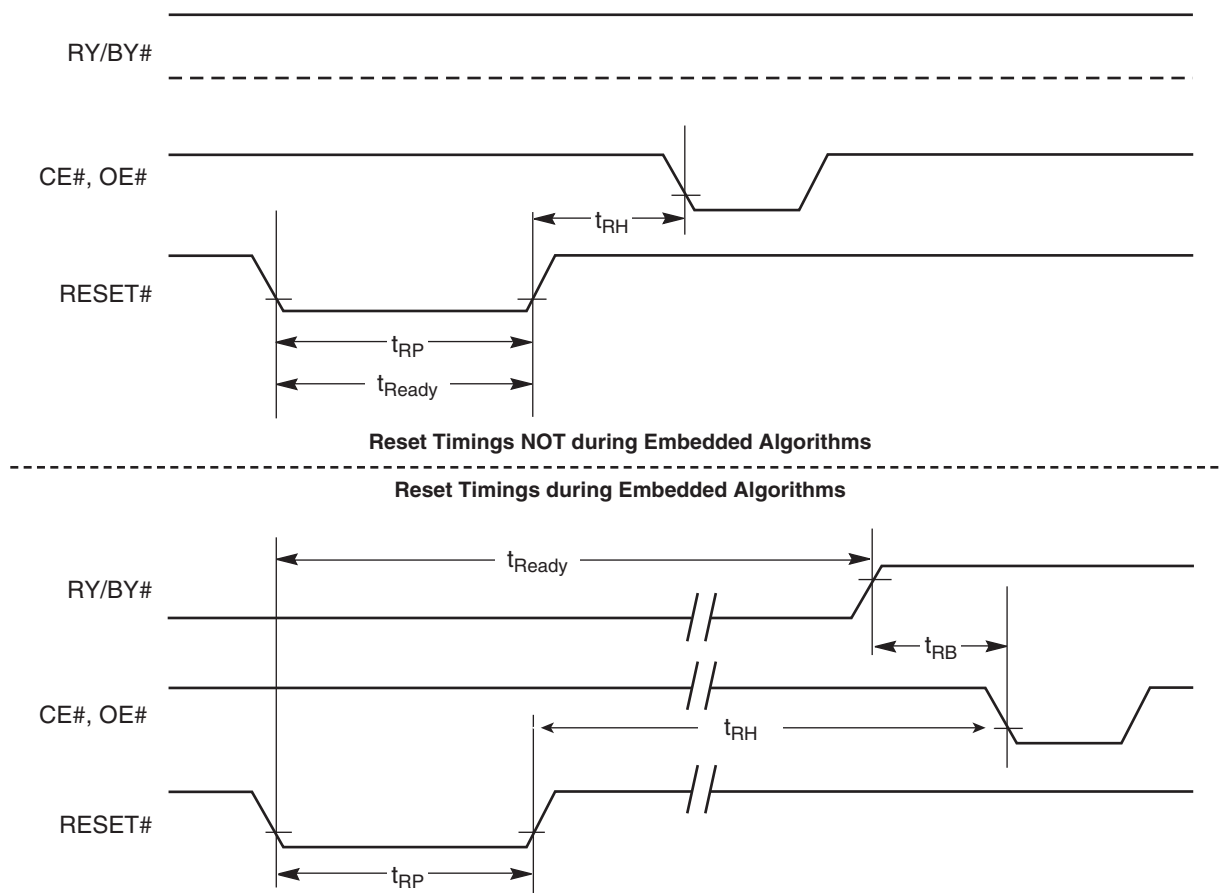 RY/BY#
CE#, OE#
tRH
RESET#
tRP
tReady
Reset Timings NOT during Embedded Algorithms
Reset Timings during Embedded Algorithms
tReady
RY/BY#
tRB
CE#, OE#
tRH
RESET#
tRP